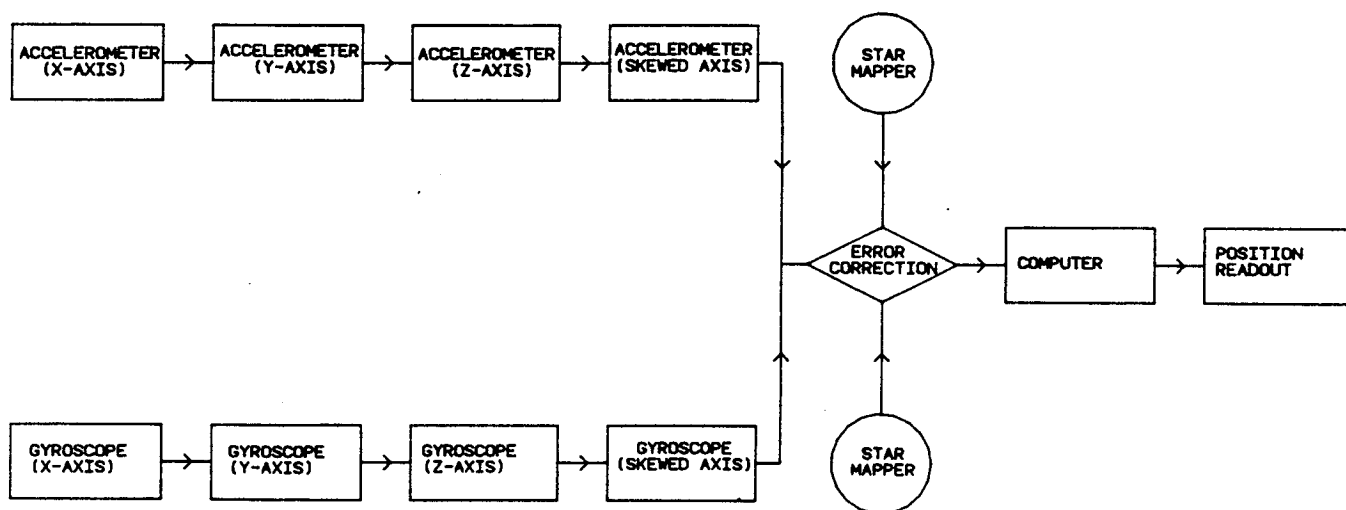 ACCELEROMETER
(X-AXIS)
ACCELEROMETER
(Y-AXIS)
ACCELEROMETER
(Z-AXIS)
ACCELEROMETER
(SKEWED AXIS)
STAR
MAPPER
ERROR
CORRECTION
COMPUTER
POSITION
READOUT
GYROSCOPE
(X-AXIS)
GYROSCOPE
(Y-AXIS)
GYROSCOPE
(Z-AXIS)
GYROSCOPE
(SKEWED AXIS)
STAR
MAPPER